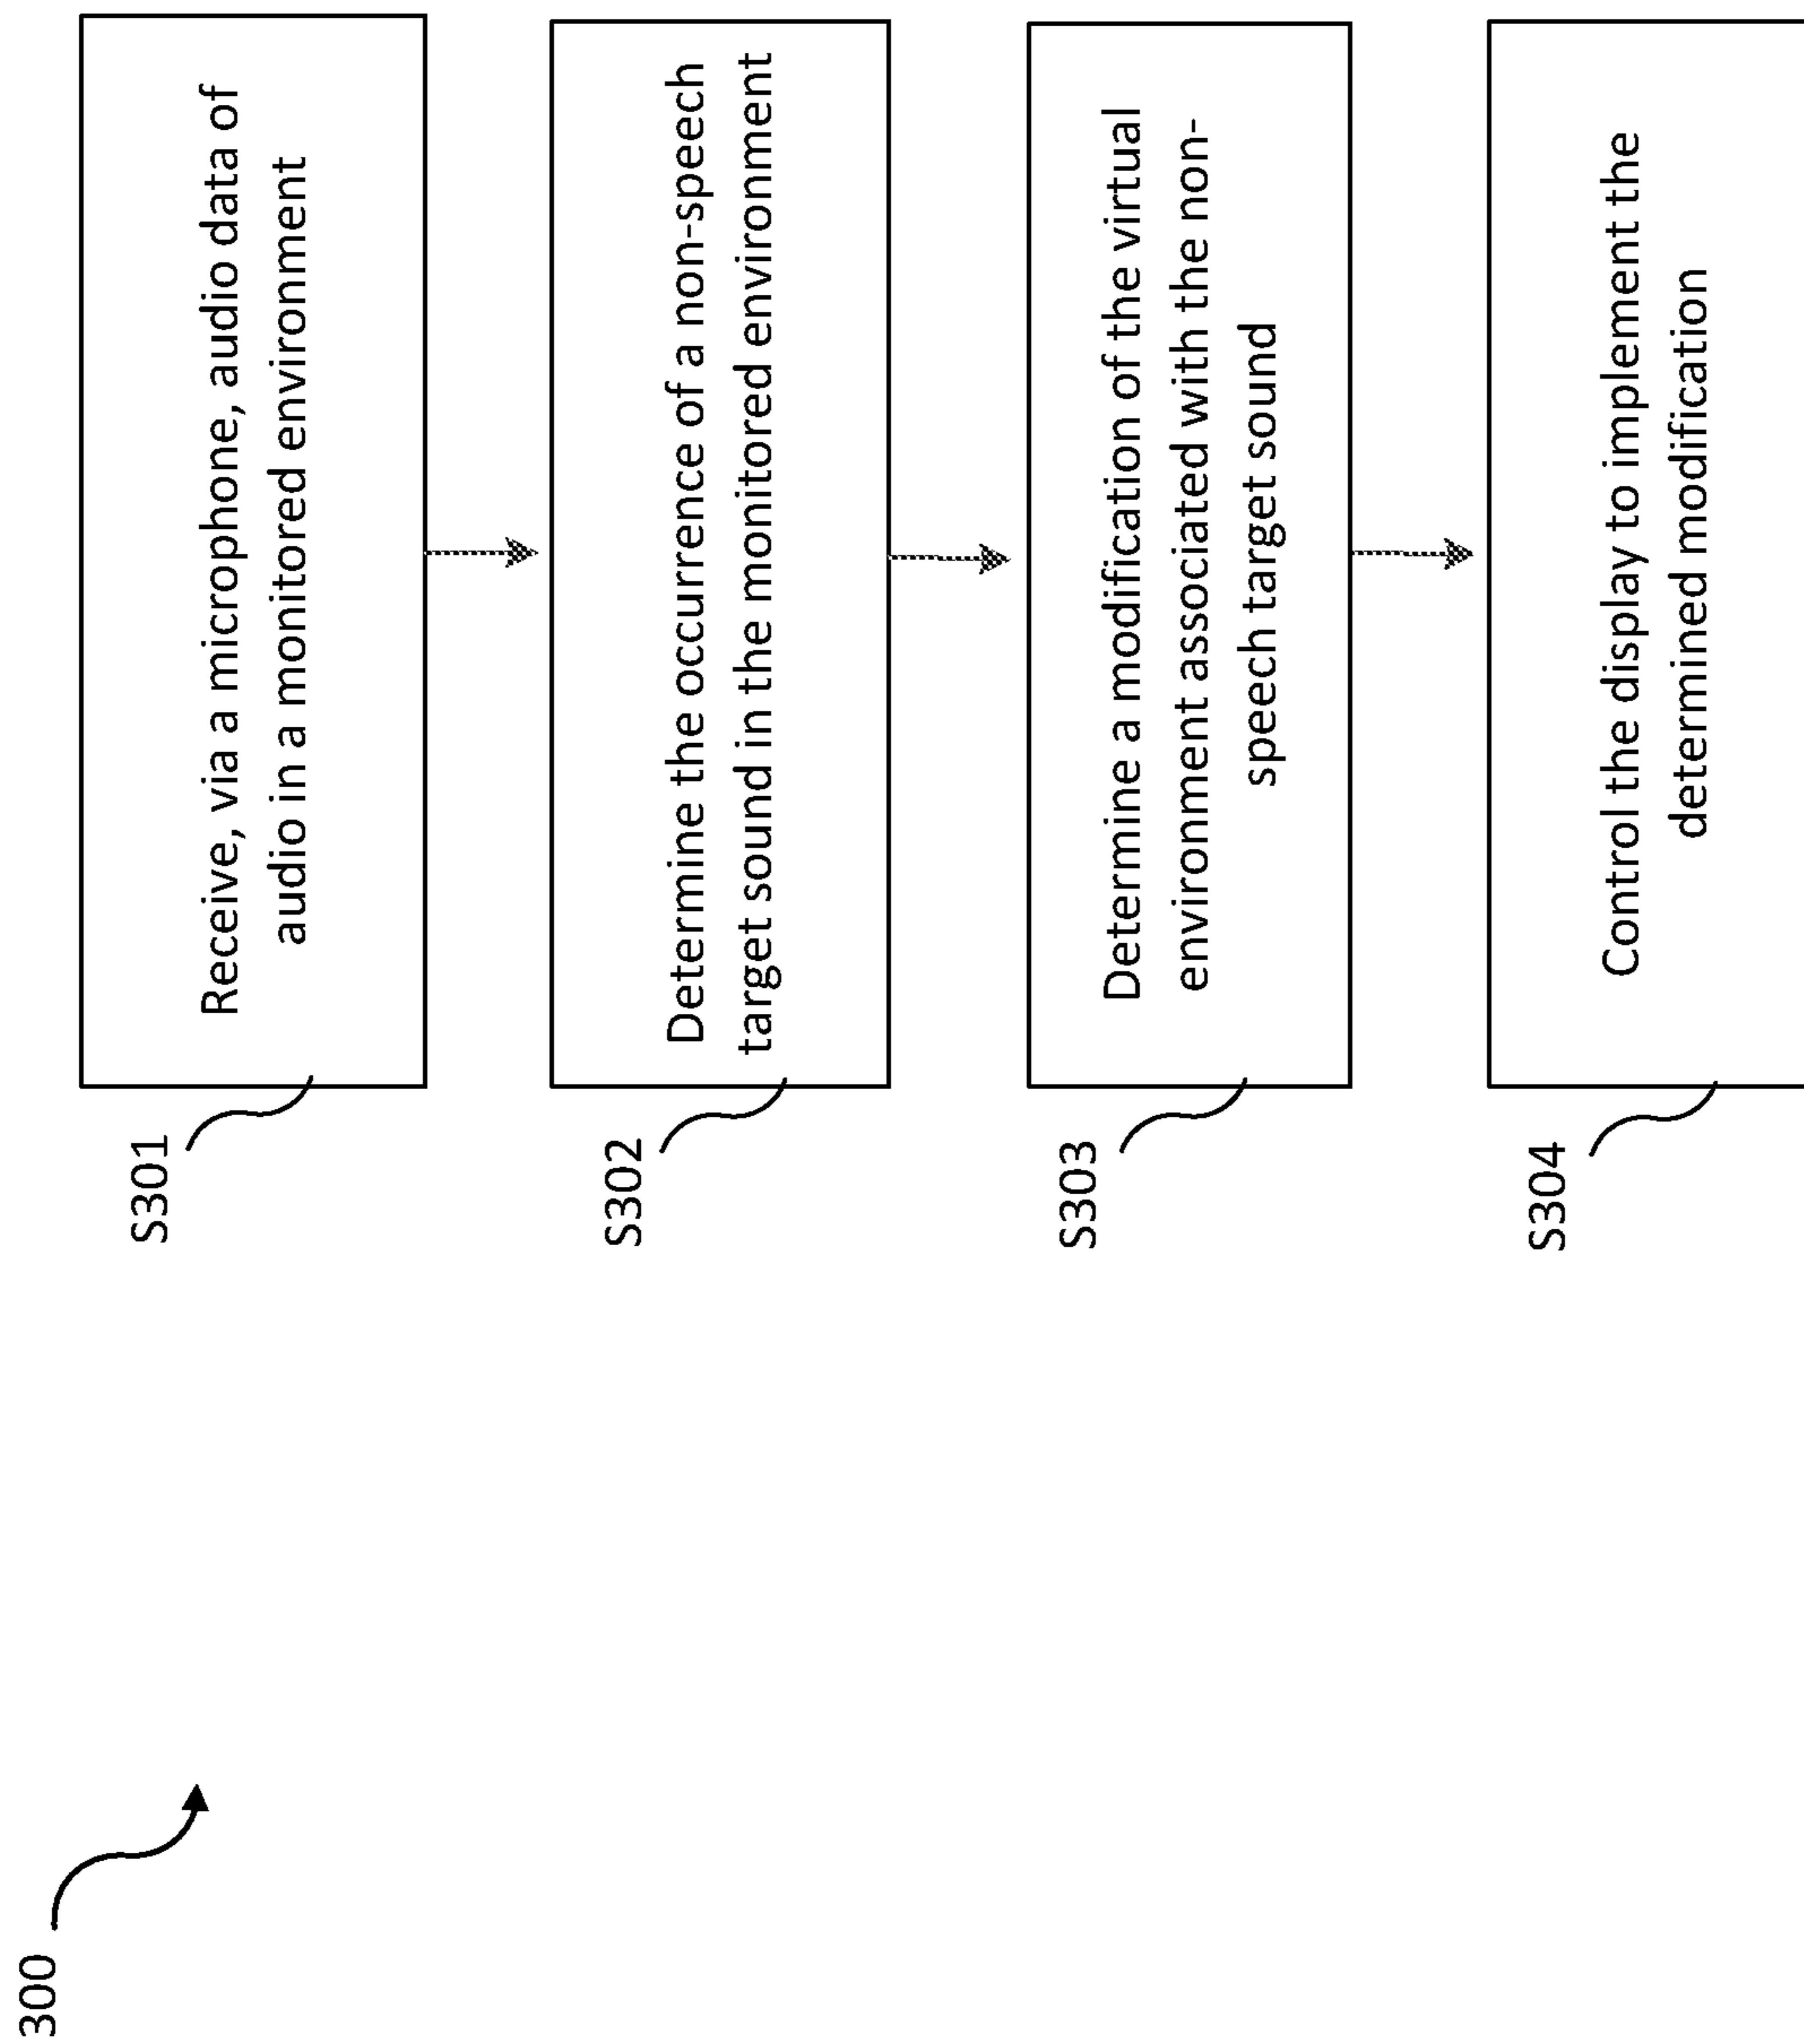 300
S301
Receive, via a microphone, audio data of
audio in a monitored environment
S302
Determine the occurrence of a non-speech
target sound in the monitored environment
S303
Determine a modification of the virtual
environment associated with the non-
speech target sound
S304
Control the display to implement the
determined modification